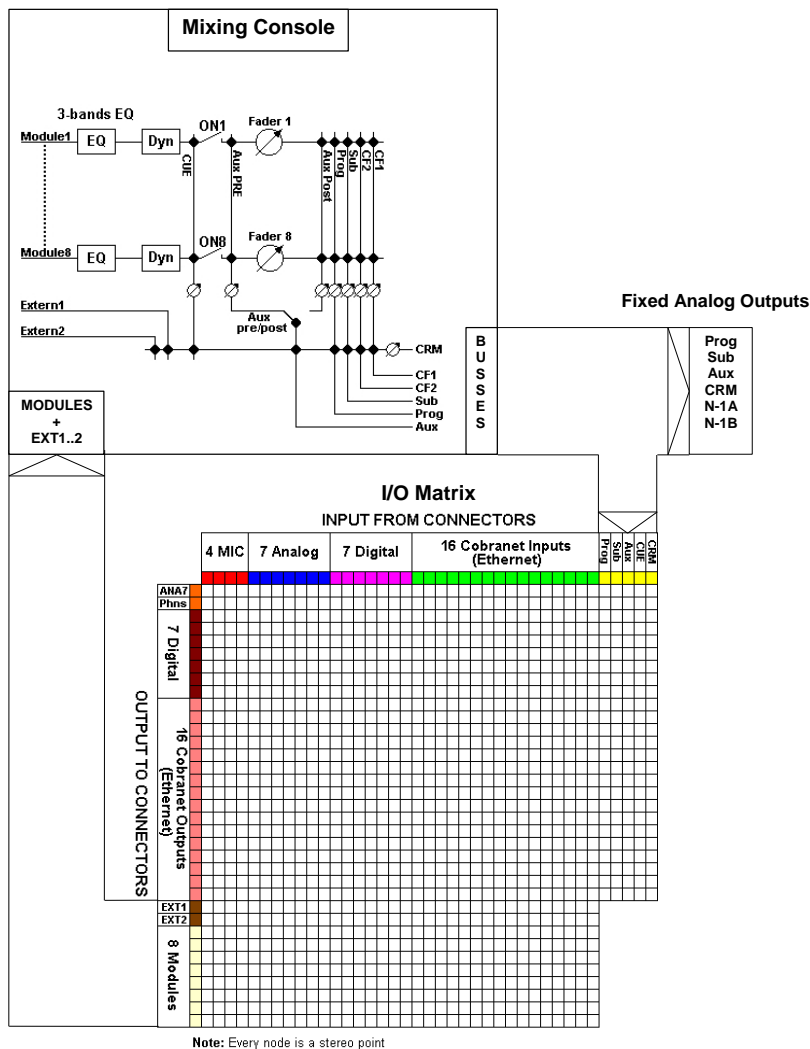 Mixing Console
3-bands EQ
Module1
EQ
Dyn
CUE
ON1
Aux PRE
Fader 1
Aux Post
Prog
Sub
CF2
CF1
Module8
EQ
Dyn
ON8
Fader 8
Extern1
Extern2
Aux
pre/post
CRM
CF1
CF2
Sub
Prog
Aux
BUSSES
Fixed Analog Outputs
Prog
Sub
Aux
CRM
N-1A
N-1B
MODULES
+
EXT1..2
I/O Matrix
INPUT FROM CONNECTORS
4 MIC
7 Analog
7 Digital
16 Cobranet Inputs
(Ethernet)
Prog
Sub
Aux
CUE
CRM
OUTPUT TO CONNECTORS
ANA7
Phns
7 Digital
16 Cobranet Outputs
(Ethernet)
EXT1
EXT2
8 Modules
Note: Every node is a stereo point